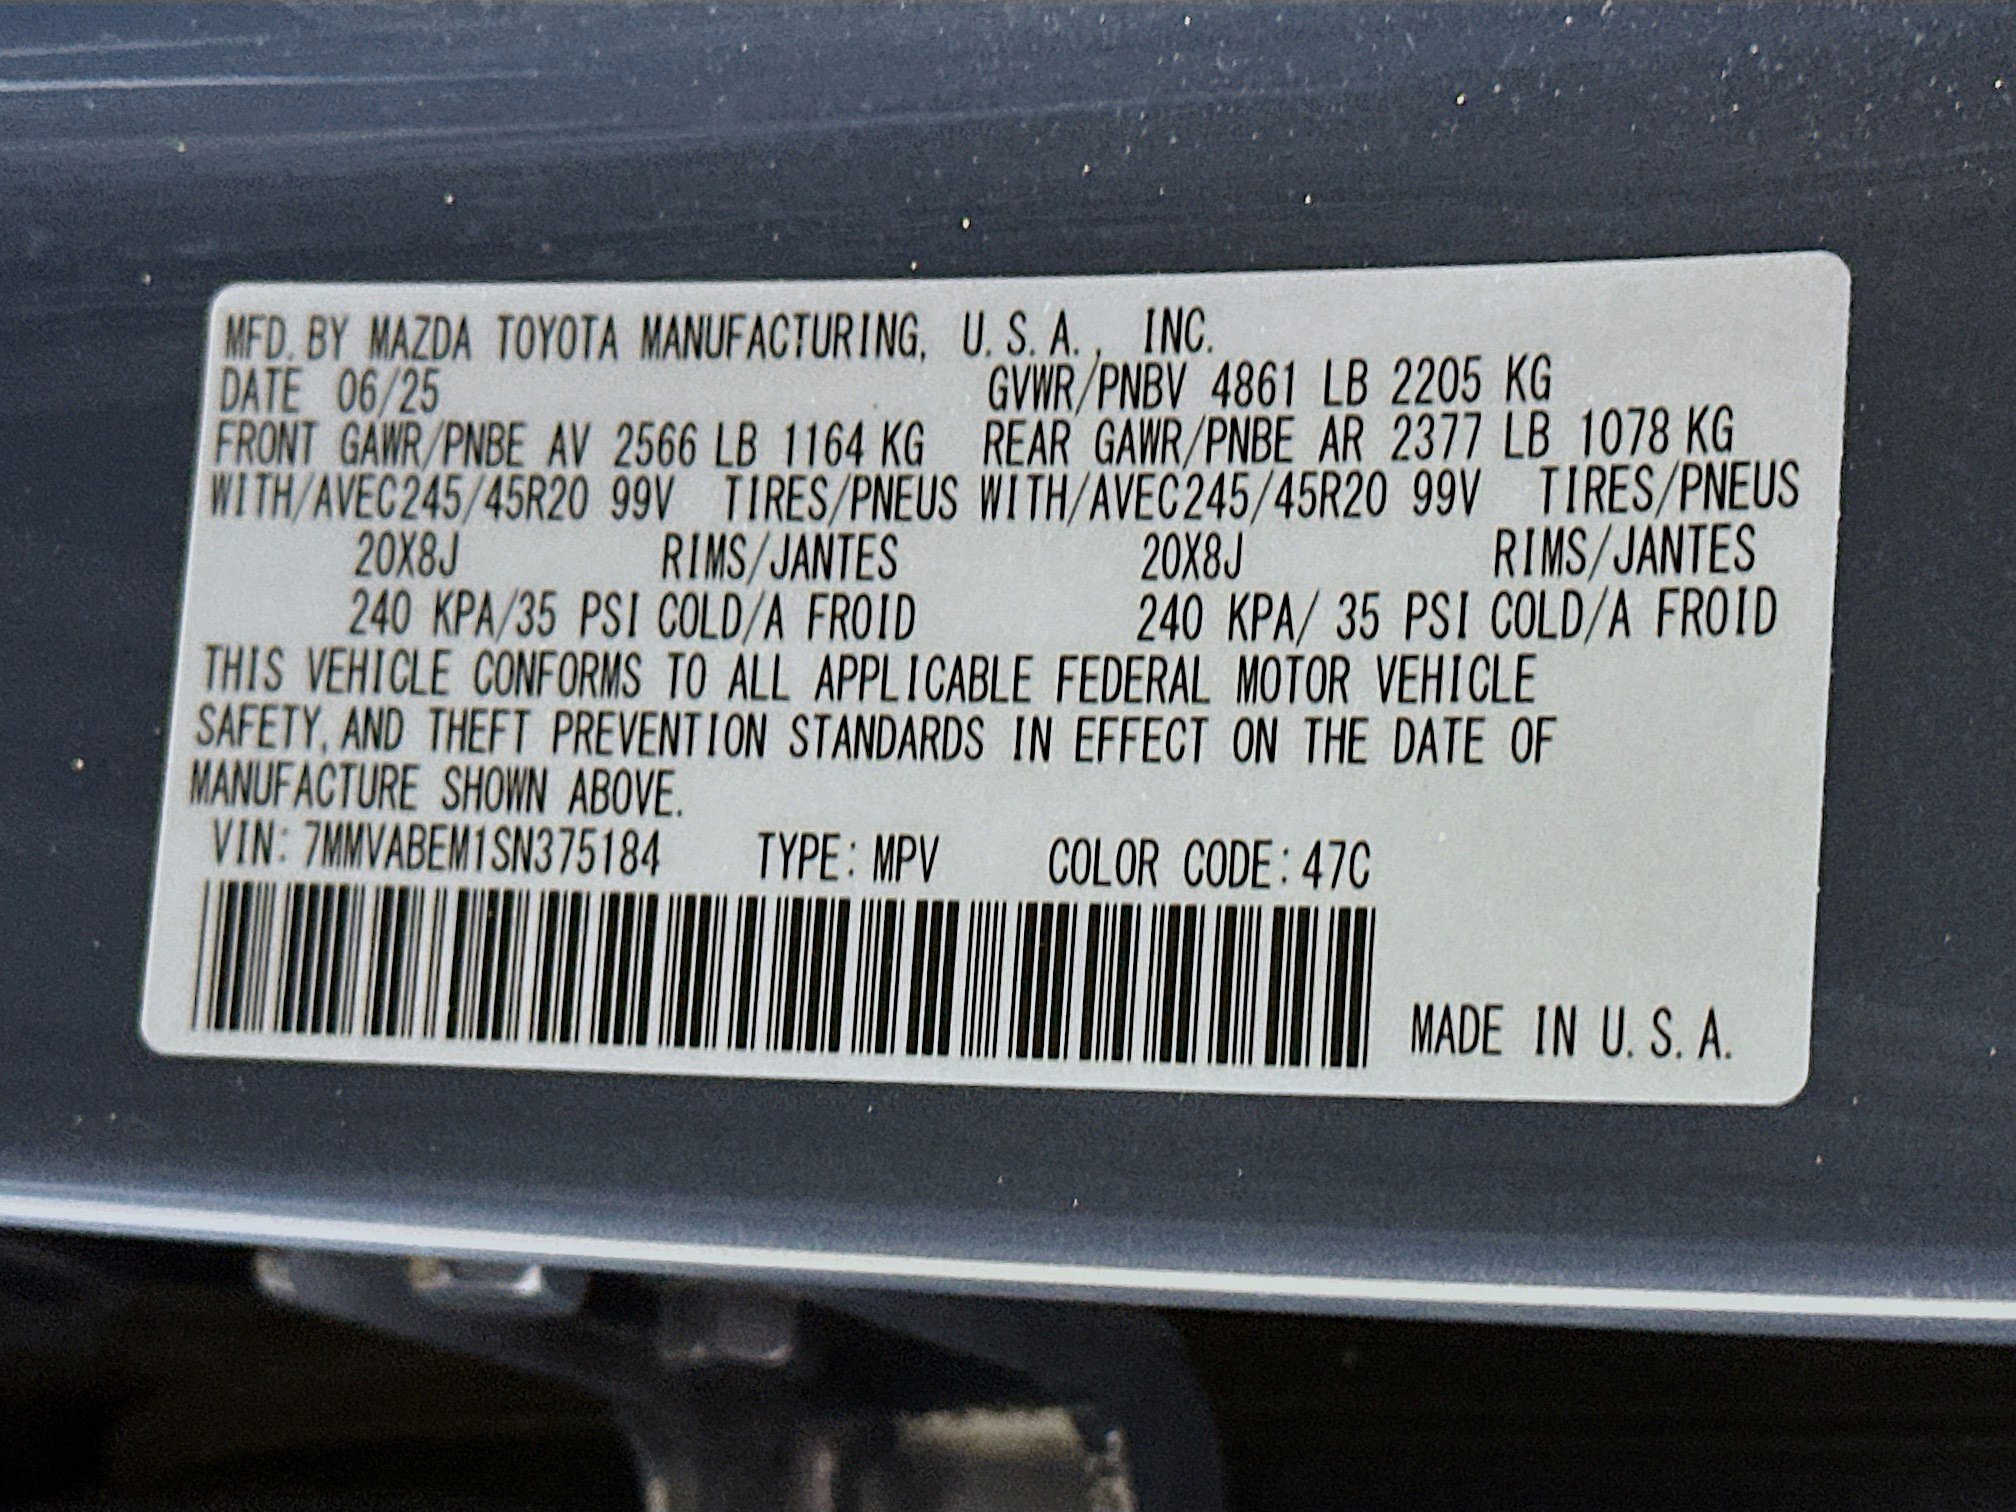 MFD. BY MAZDA TOYOTA MANUFACTURING, U.S.A., INC.
DATE 06/25 GVWR/PNBV 4861 LB 2205 KG
FRONT GAWR/PNBE AV 2566 LB 1164 KG REAR GAWR/PNBE AR 2377 LB 1078 KG
WITH/AVEC245/45R20 99V TIRES/PNEUS WITH/AVEC245/45R20 99V TIRES/PNEUS
20X8J RIMS/JANTES 20X8J RIMS/JANTES
240 KPA/35 PSI COLD/A FROID 240 KPA/ 35 PSI COLD/A FROID
THIS VEHICLE CONFORMS TO ALL APPLICABLE FEDERAL MOTOR VEHICLE
SAFETY, AND THEFT PREVENTION STANDARDS IN EFFECT ON THE DATE OF
MANUFACTURE SHOWN ABOVE.
VIN: 7MMVABEM1SN375184 TYPE: MPV COLOR CODE: 47C
MADE IN U.S.A.